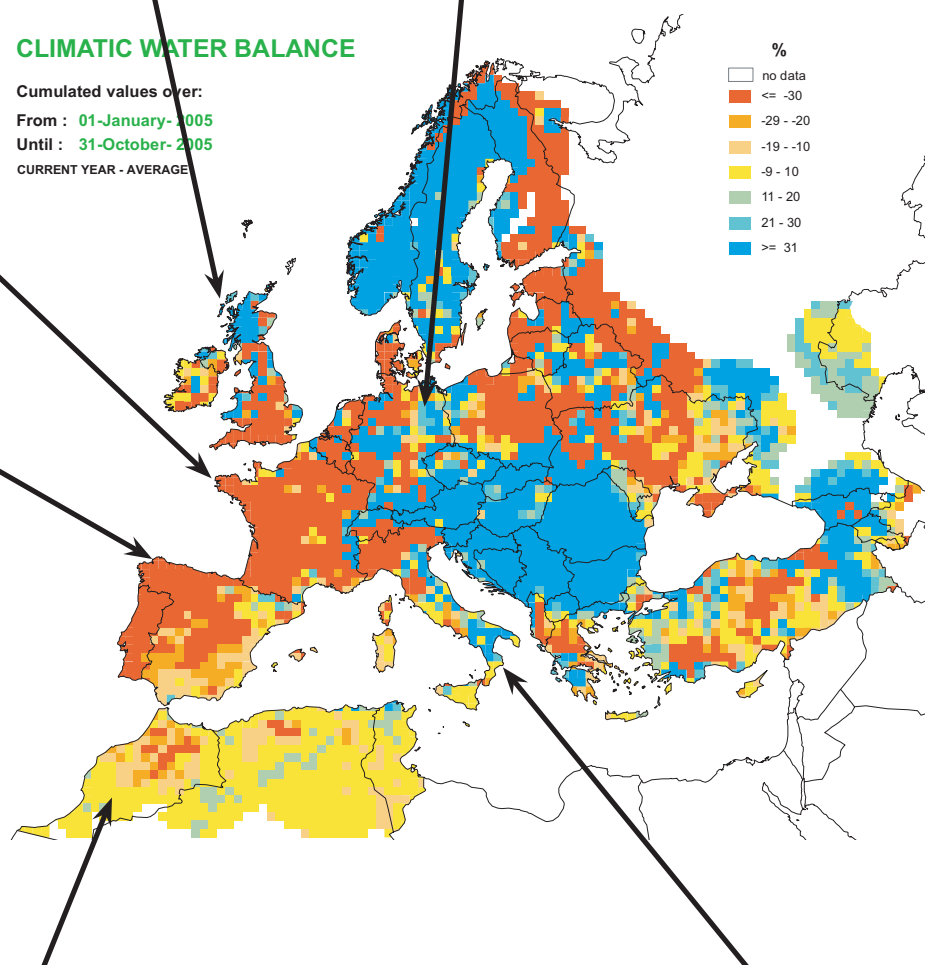 CLIMATIC WATER BALANCE
Cumulated values over:
From : 01-January- 2005
Until : 31-October- 2005
CURRENT YEAR - AVERAGE
%
no data
<= -30
-29 - -20
-19 - -10
-9 - 10
11 - 20
21 - 30
>= 31